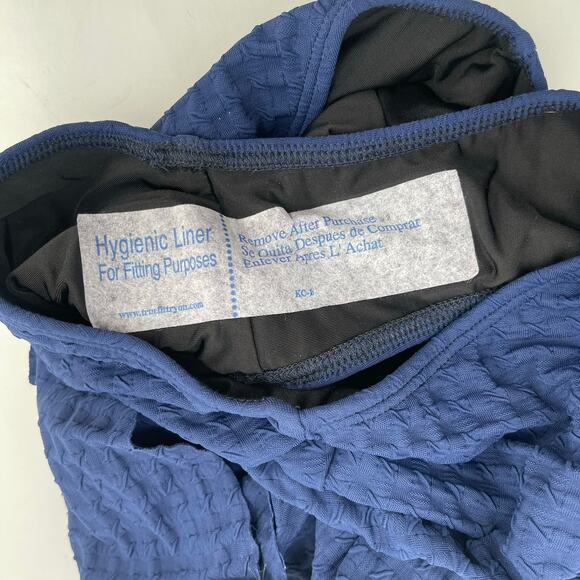 Hygienic Liner
For Fitting Purposes
www.truefittryon.com
Remove After Purchase
Se Quita Despues de Comprar
Enlever Apres L' Achat
KC-E